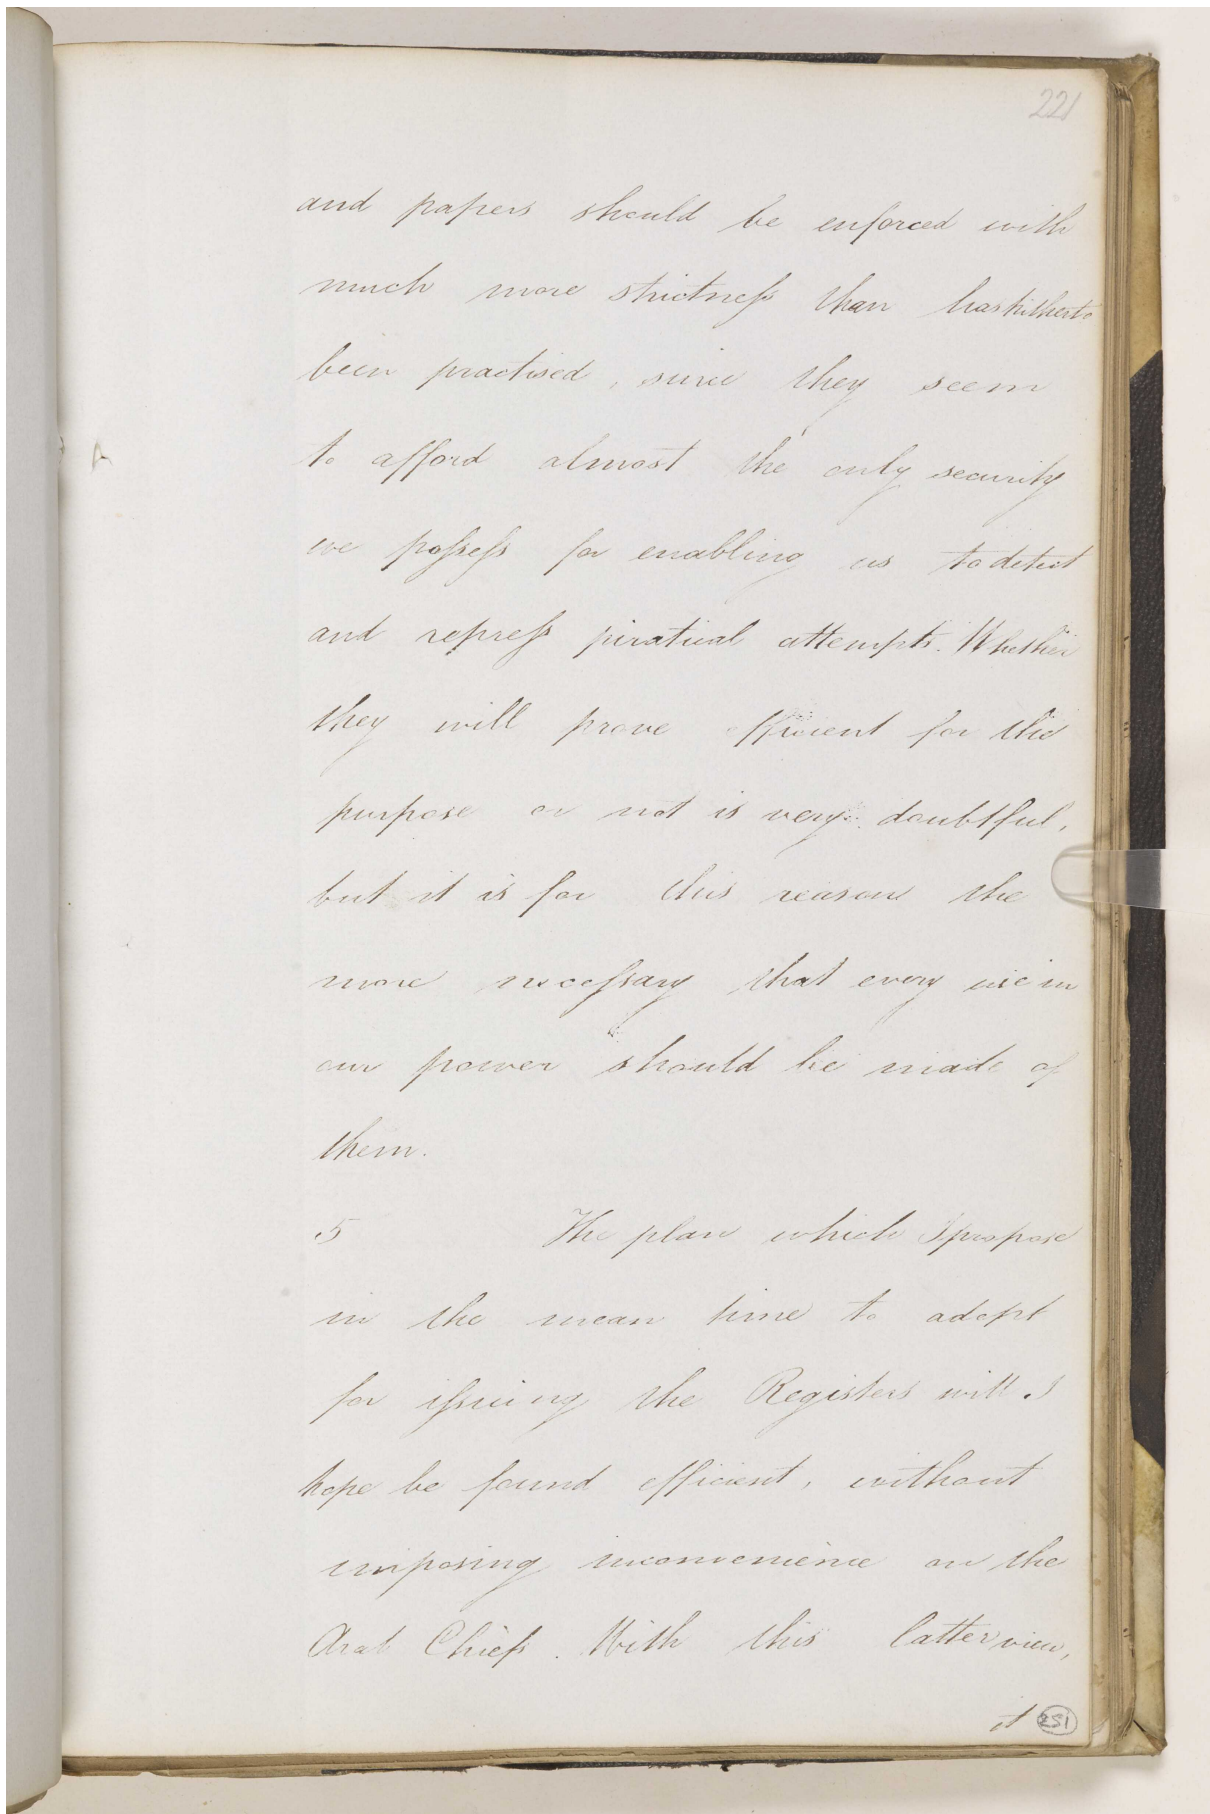 221
and papers should be enforced with
much more strictness than has hitherto
been practised, since they seem
to afford almost the only security
we possess for enabling us to detect
and repress piratical attempts. Whether
they will prove efficient for the
purpose or not is very doubtful,
but it is for this reason the
more necessary that every use in
our power should be made of
them.
5 The plan which I propose
in the mean time to adopt
for issuing the Registers will I
hope be found efficient, without
imposing inconvenience on the
Arab Chiefs. With this latter view,
it
251